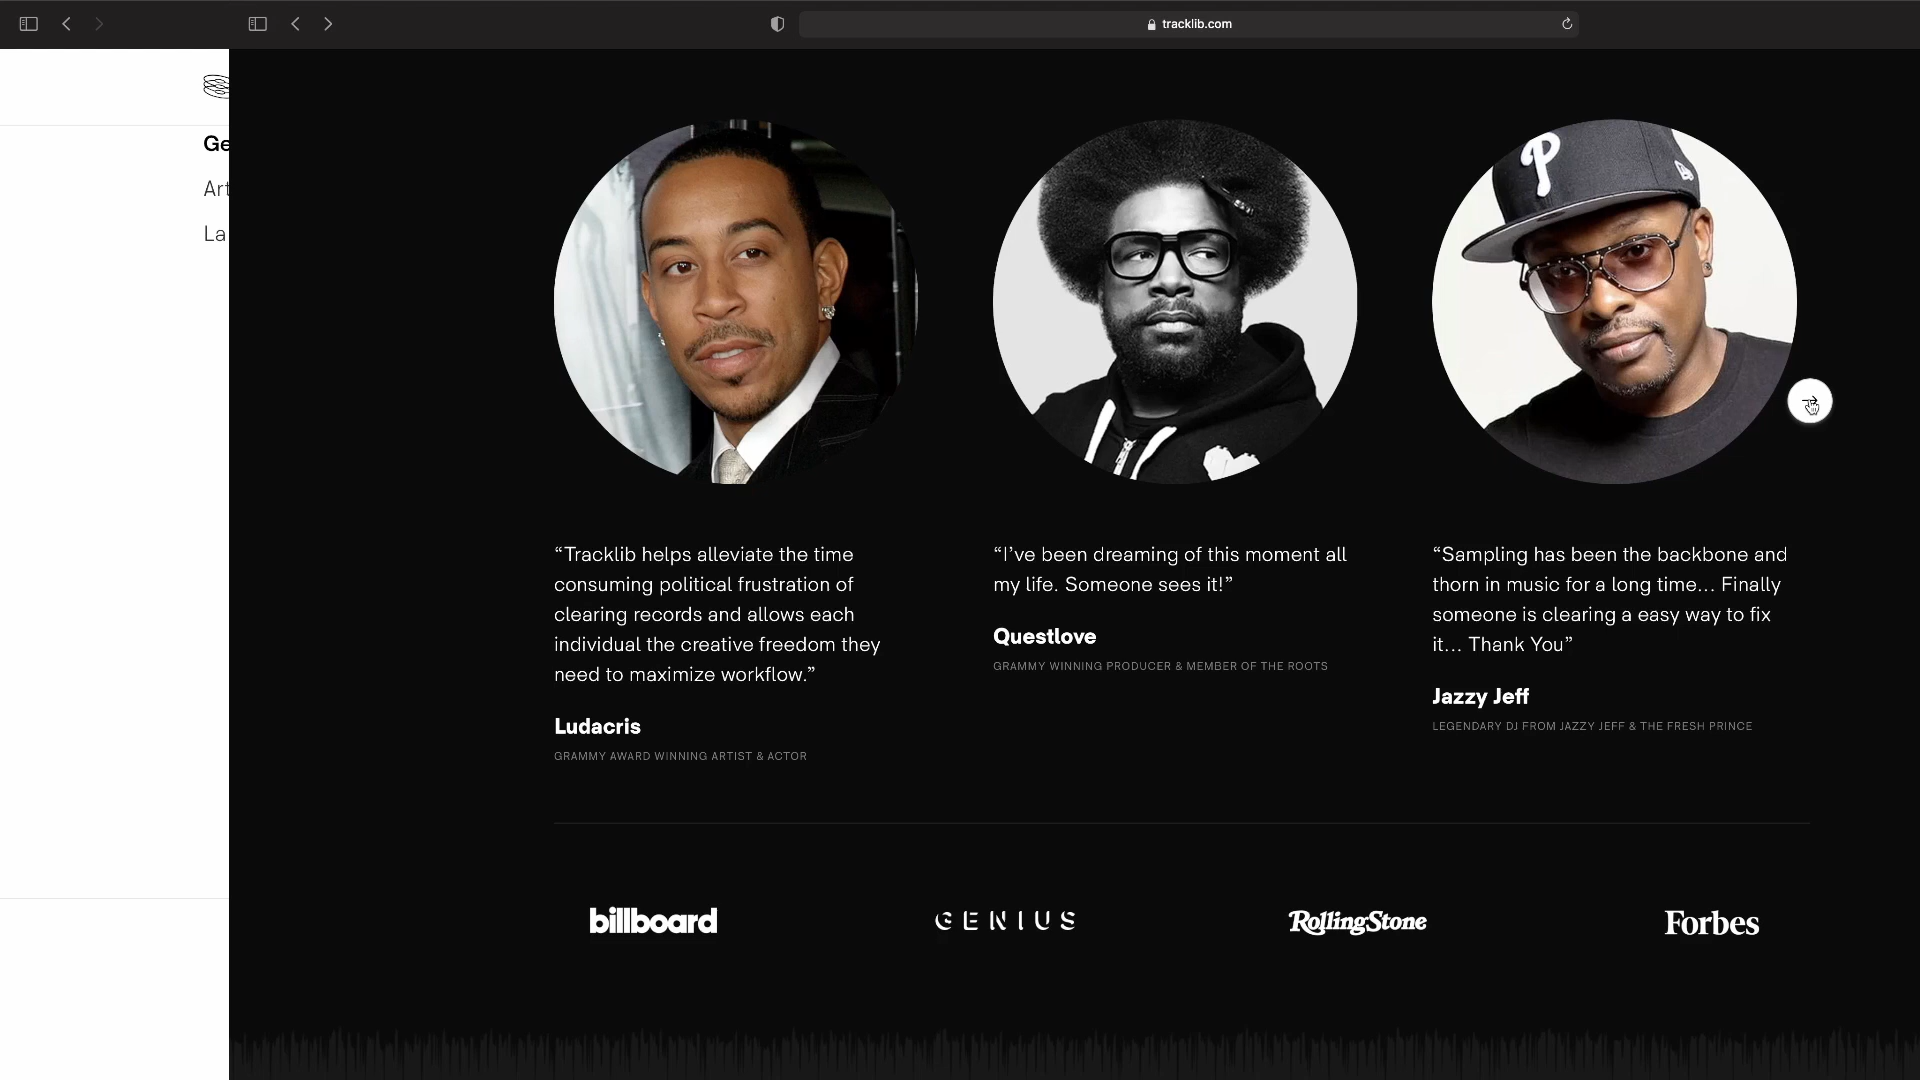 tracklib.com
Ge
Art
La
“Tracklib helps alleviate the time
consuming political frustration of
clearing records and allows each
individual the creative freedom they
need to maximize workflow.”
Ludacris
GRAMMY AWARD WINNING ARTIST & ACTOR
“I’ve been dreaming of this moment all
my life. Someone sees it!”
Questlove
GRAMMY WINNING PRODUCER & MEMBER OF THE ROOTS
“Sampling has been the backbone and
thorn in music for a long time... Finally
someone is clearing a easy way to fix
it... Thank You”
Jazzy Jeff
LEGENDARY DJ FROM JAZZY JEFF & THE FRESH PRINCE
billboard
GENIUS
RollingStone
Forbes
P